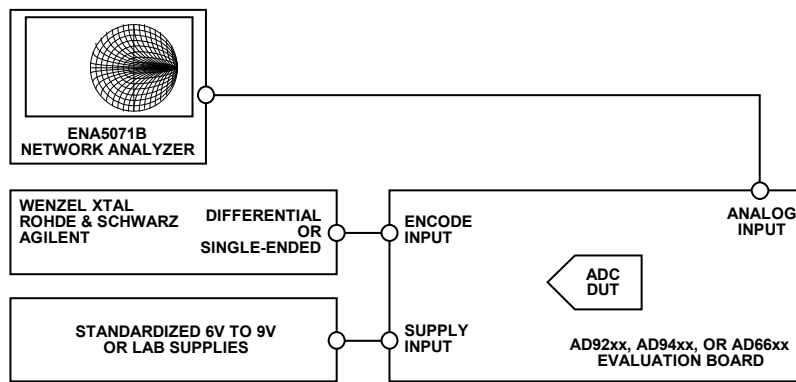 ENA5071B
NETWORK ANALYZER
WENZEL XTAL
ROHDE & SCHWARZ
AGILENT
DIFFERENTIAL
OR
SINGLE-ENDED
ENCODE
INPUT
ANALOG
INPUT
ADC
DUT
STANDARDIZED 6V TO 9V
OR LAB SUPPLIES
SUPPLY
INPUT
AD92xx, AD94xx, OR AD66xx
EVALUATION BOARD